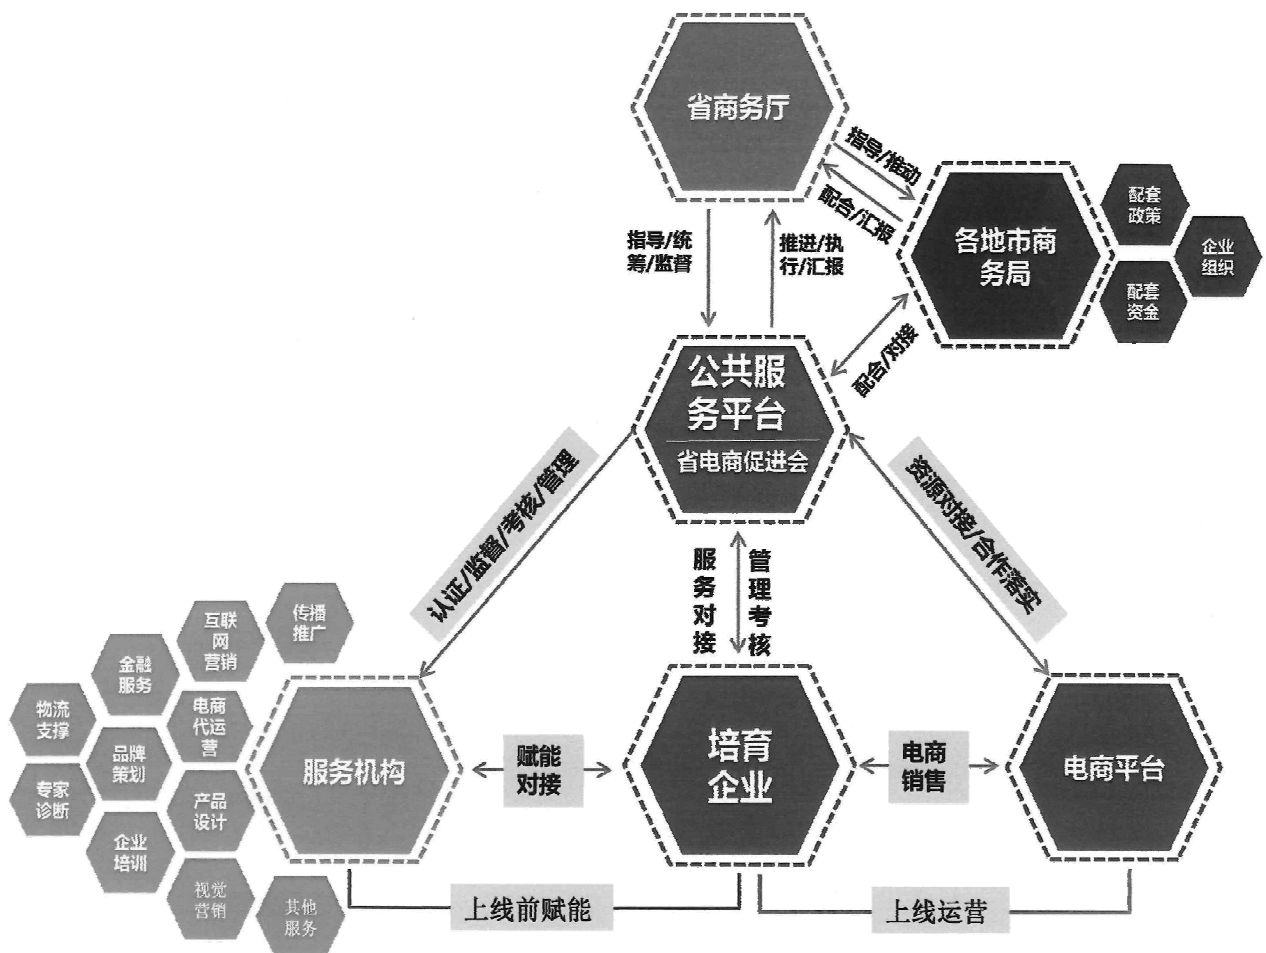 省商务厅
指导/推动
配合/汇报
指导/统
筹/监督
推进/执
行/汇报
各地市商
务局
配套
政策
企业
组织
配套
资金
配合/对接
公共服
务平台
省电商促进会
认证/监督/考核/管理
资源对接/合作落实
服务对接
管理考核
传播
推广
互联
网
营销
金融
服务
物流
支撑
电商
代运
营
品牌
策划
专家
诊断
产品
设计
企业
培训
视觉
营销
其他
服务
服务机构
赋能
对接
培育
企业
电商
销售
电商平台
上线前赋能
上线运营